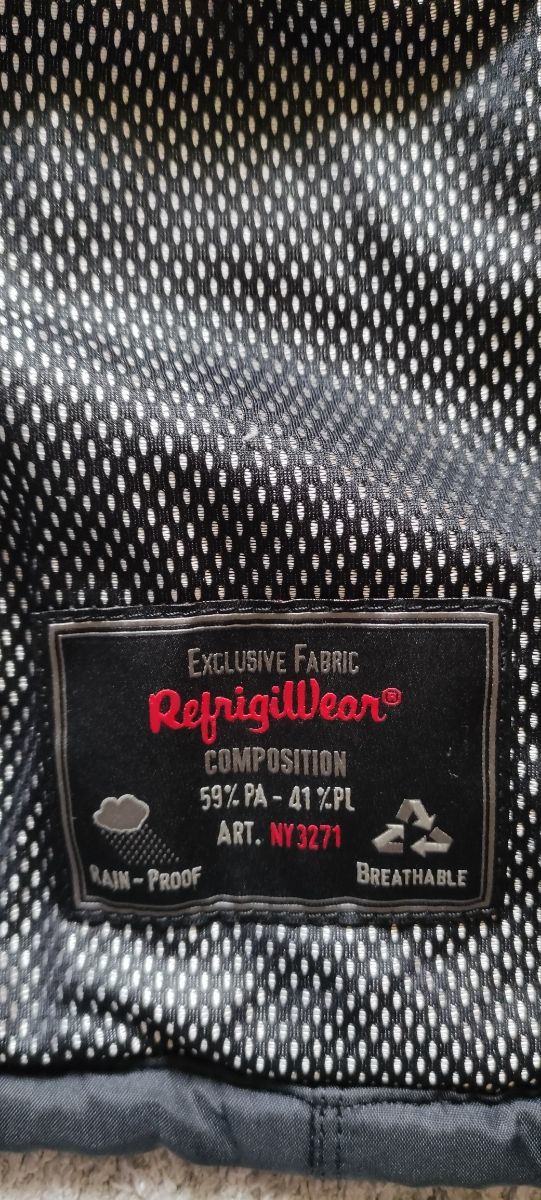 EXCLUSIVE FABRIC
RefrigiWear®
COMPOSITION
59% PA - 41 %PL
ART. NY3271
RAIN - PROOF
BREATHABLE